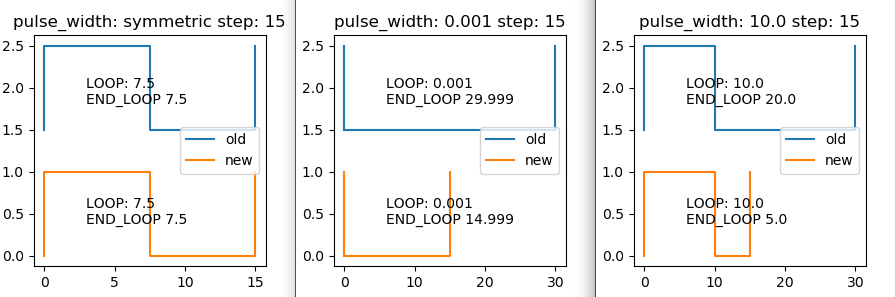 pulse_width: symmetric step: 15
2.5
2.0
1.5
1.0
0.5
0.0
LOOP: 7.5
END_LOOP 7.5
old
new
LOOP: 7.5
END_LOOP 7.5
0 5 10 15
pulse_width: 0.001 step: 15
2.5
2.0
1.5
1.0
0.5
0.0
LOOP: 0.001
END_LOOP 29.999
old
new
LOOP: 0.001
END_LOOP 14.999
0 10 20 30
pulse_width: 10.0 step: 15
2.5
2.0
1.5
1.0
0.5
0.0
LOOP: 10.0
END_LOOP 20.0
old
new
LOOP: 10.0
END_LOOP 5.0
0 10 20 30